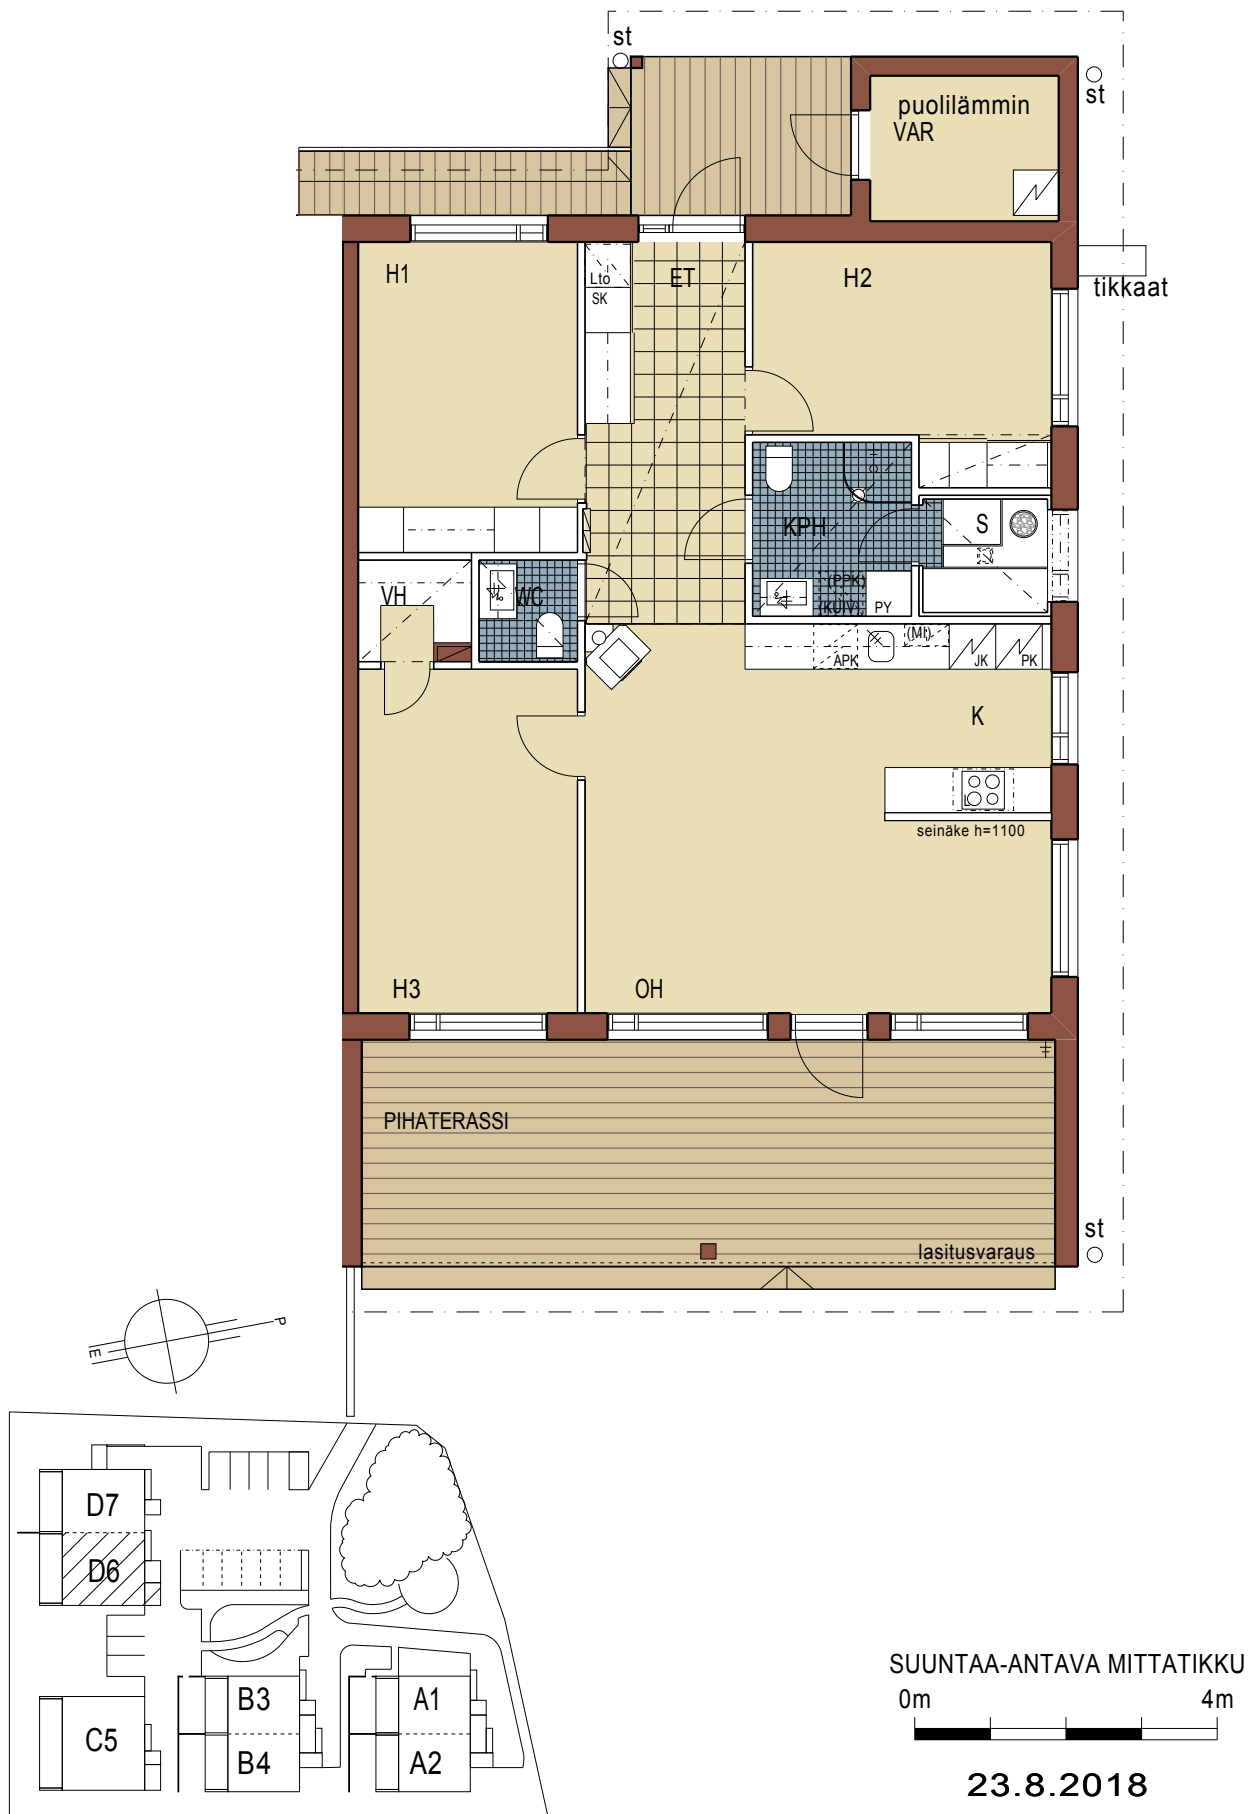 st
st
puolilämmin
VAR
H1
Lto
SK
ET
H2
tikkaat
KPH
S
(PPK)
(KUIV)
PY
VH
WC
APK
(MU)
JK
PK
K
L
seinäke h=1100
H3
OH
PIHATERASSI
lasitusvaraus
st
P
E
D7
D6
C5
B3
B4
A1
A2
SUUNTAA-ANTAVA MITTATIKKU
0m 4m
23.8.2018